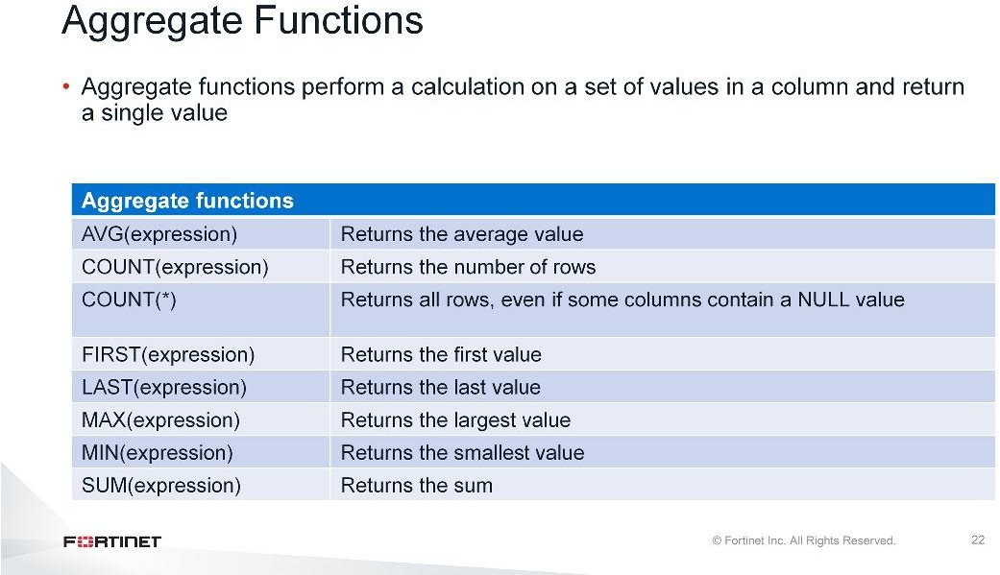 Aggregate Functions
• Aggregate functions perform a calculation on a set of values in a column and return
a single value
Aggregate functions
AVG(expression) Returns the average value
COUNT(expression) Returns the number of rows
COUNT(*) Returns all rows, even if some columns contain a NULL value
FIRST(expression) Returns the first value
LAST(expression) Returns the last value
MAX(expression) Returns the largest value
MIN(expression) Returns the smallest value
SUM(expression) Returns the sum
FORTINET © Fortinet Inc. All Rights Reserved. 22